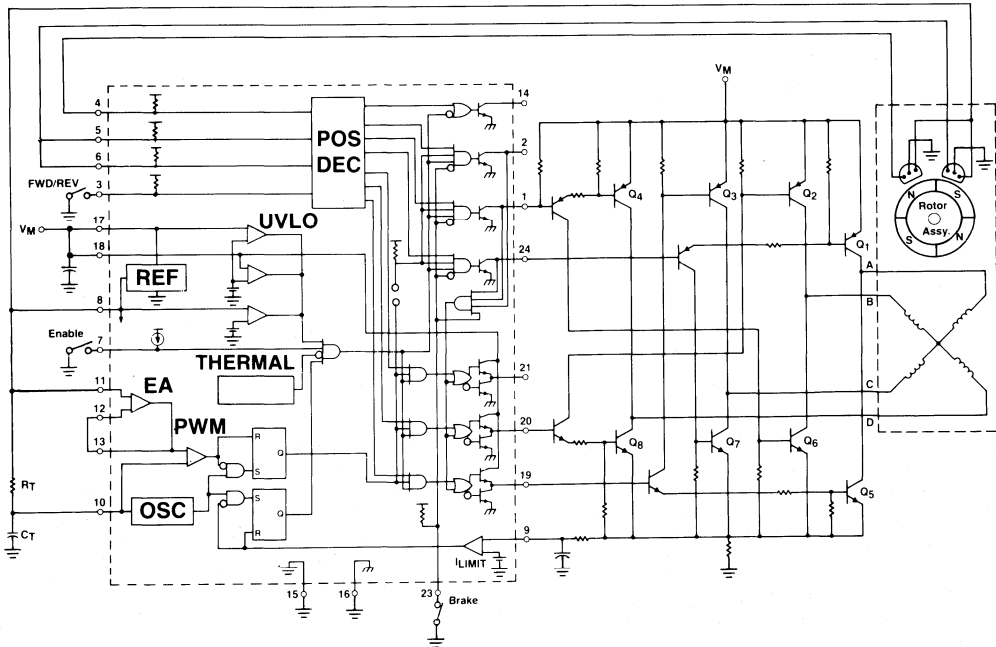 VM
14
4
POS
DEC
2
5
6
FWD/REV
3
1
Q4
Q3
Q2
N
S
Rotor
Assy.
S
N
17
UVLO
VM
18
24
Q1
REF
A
B
8
Enable
7
THERMAL
C
D
21
11
EA
12
20
PWM
13
Q8
Q7
Q6
R
Q
S
19
RT
10
OSC
S
Q
R
Q5
CT
9
ILIMIT
15
16
23
Brake